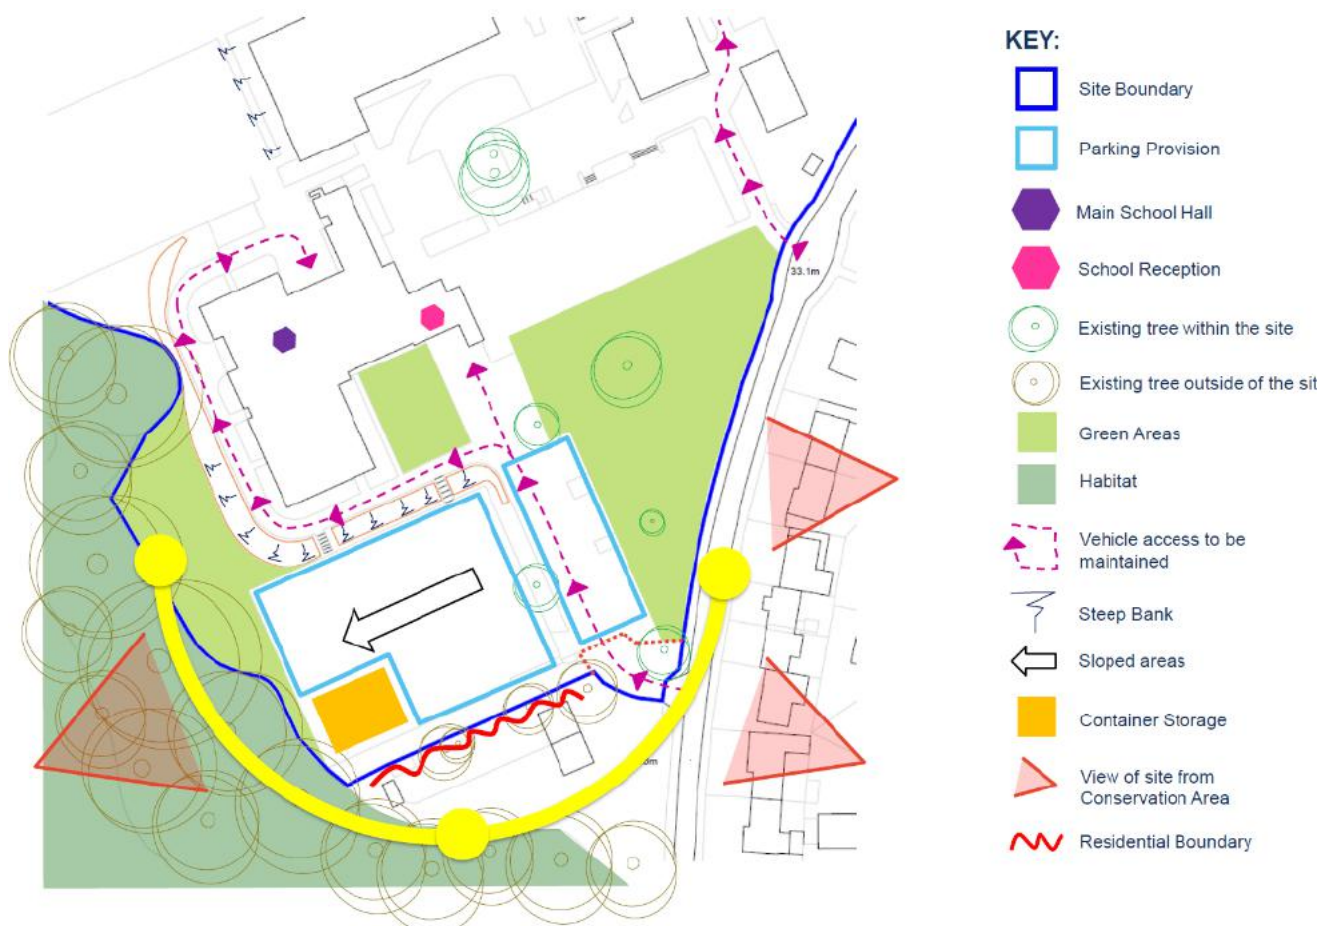 KEY:
Site Boundary
Parking Provision
Main School Hall
School Reception
Existing tree within the site
Existing tree outside of the sit
Green Areas
Habitat
Vehicle access to be
maintained
Steep Bank
Sloped areas
Container Storage
View of site from
Conservation Area
Residential Boundary
33.1m